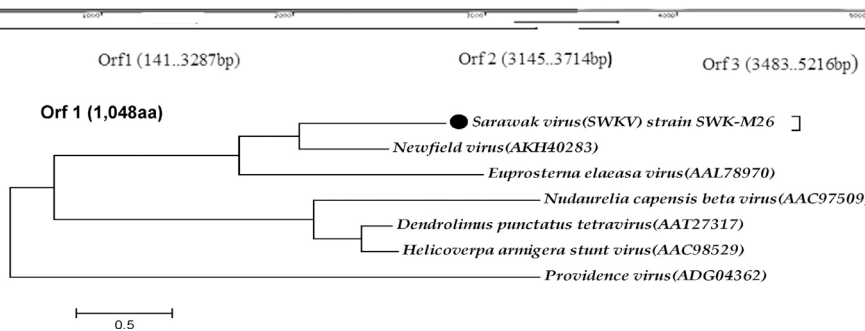 1000 2000 3000 4000 5000
Orf1 (141..3287bp) Orf 2 (3145..3714bp) Orf 3 (3483..5216bp)
Orf 1 (1,048aa)
Sarawak virus(SWKV) strain SWK-M26
Newfield virus(AKH40283)
Euprosterna elaeasa virus(AAL78970)
Nudaurelia capensis beta virus(AAC97509)
Dendrolimus punctatus tetravirus(AAT27317)
Helicoverpa armigera stunt virus(AAC98529)
Providence virus(ADG04362)
0.5